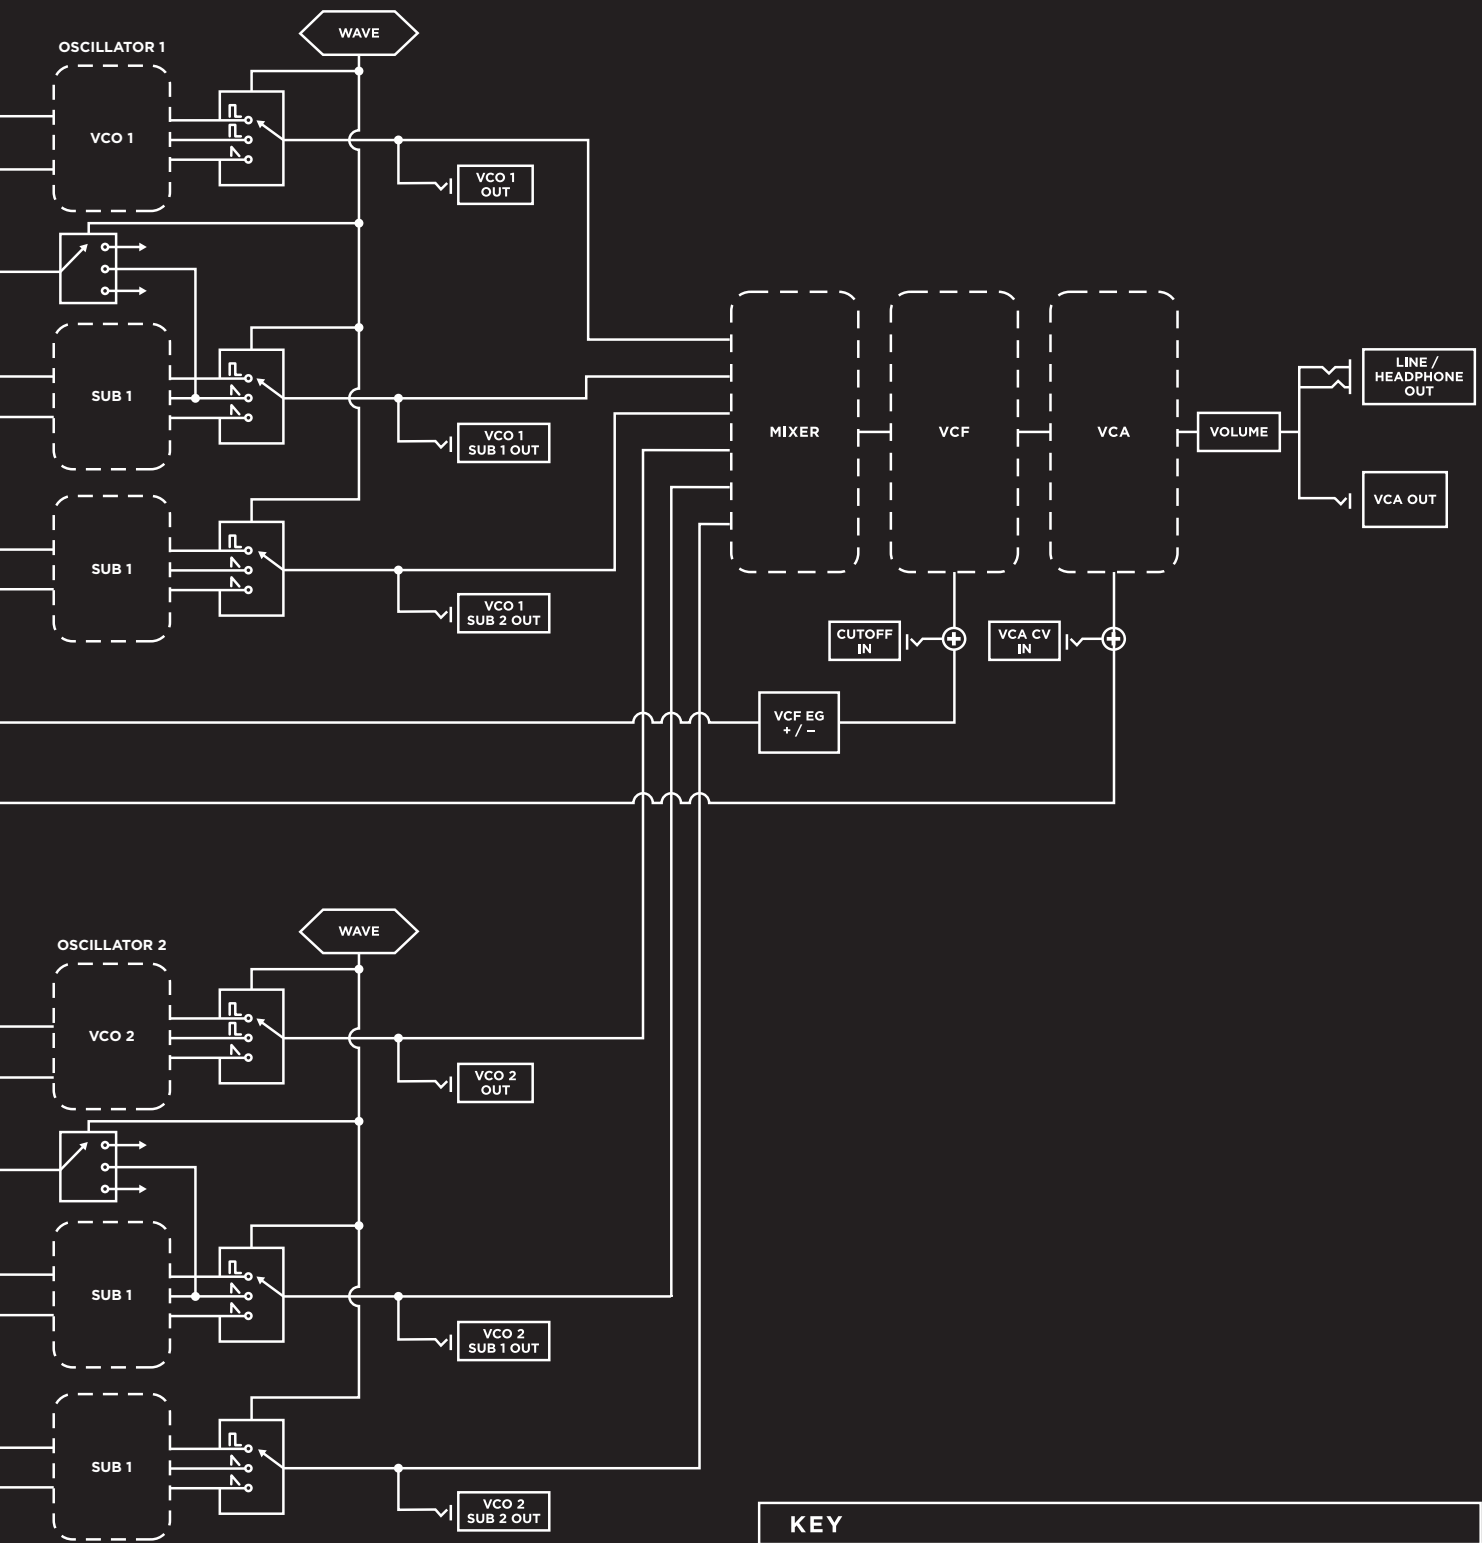 WAVE
OSCILLATOR 1
VCO 1
VCO 1
OUT
SUB 1
VCO 1
SUB 1 OUT
SUB 1
VCO 1
SUB 2 OUT
MIXER
VCF
VCA
VOLUME
LINE /
HEADPHONE
OUT
VCA OUT
CUTOFF
IN
VCA CV
IN
VCF EG
+ / −
WAVE
OSCILLATOR 2
VCO 2
VCO 2
OUT
SUB 1
VCO 2
SUB 1 OUT
SUB 1
VCO 2
SUB 2 OUT
KEY